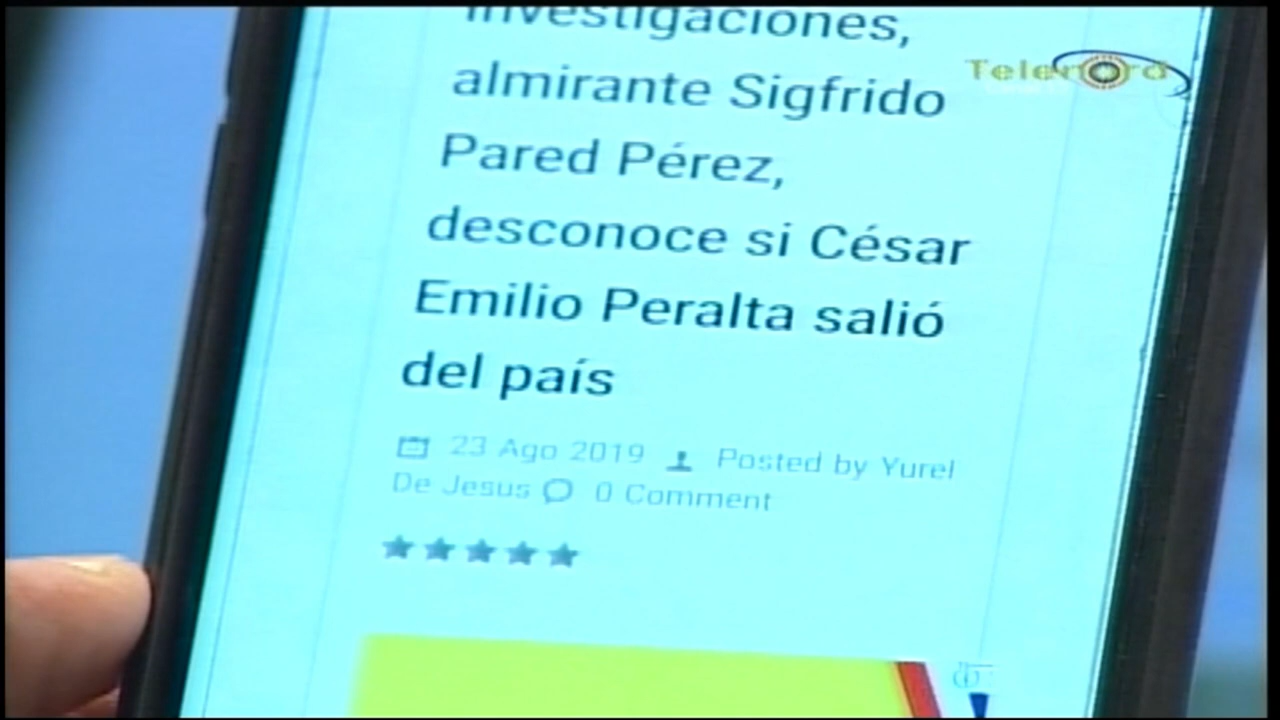 investigaciones,
Telenord
almirante Sigfrido
Pared Pérez,
desconoce si César
Emilio Peralta salió
del país
23 Ago 2019 Posted by Yurel
De Jesus 0 Comment